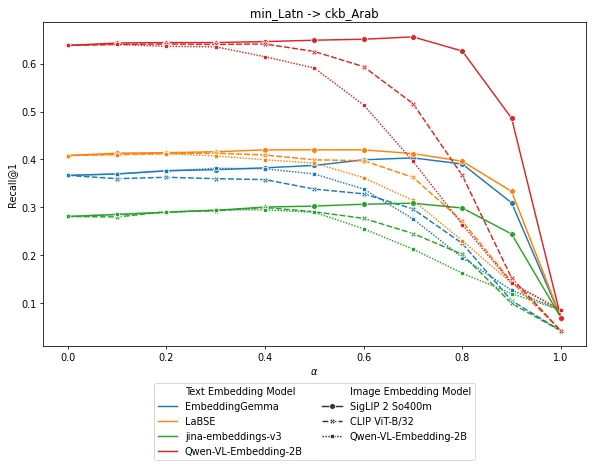 min_Latn -> ckb_Arab
Recall@1
0.6
0.5
0.4
0.3
0.2
0.1
0.0 0.2 0.4 0.6 0.8 1.0
α
Text Embedding Model Image Embedding Model
EmbeddingGemma SigLIP 2 So400m
LaBSE CLIP ViT-B/32
jina-embeddings-v3 Qwen-VL-Embedding-2B
Qwen-VL-Embedding-2B